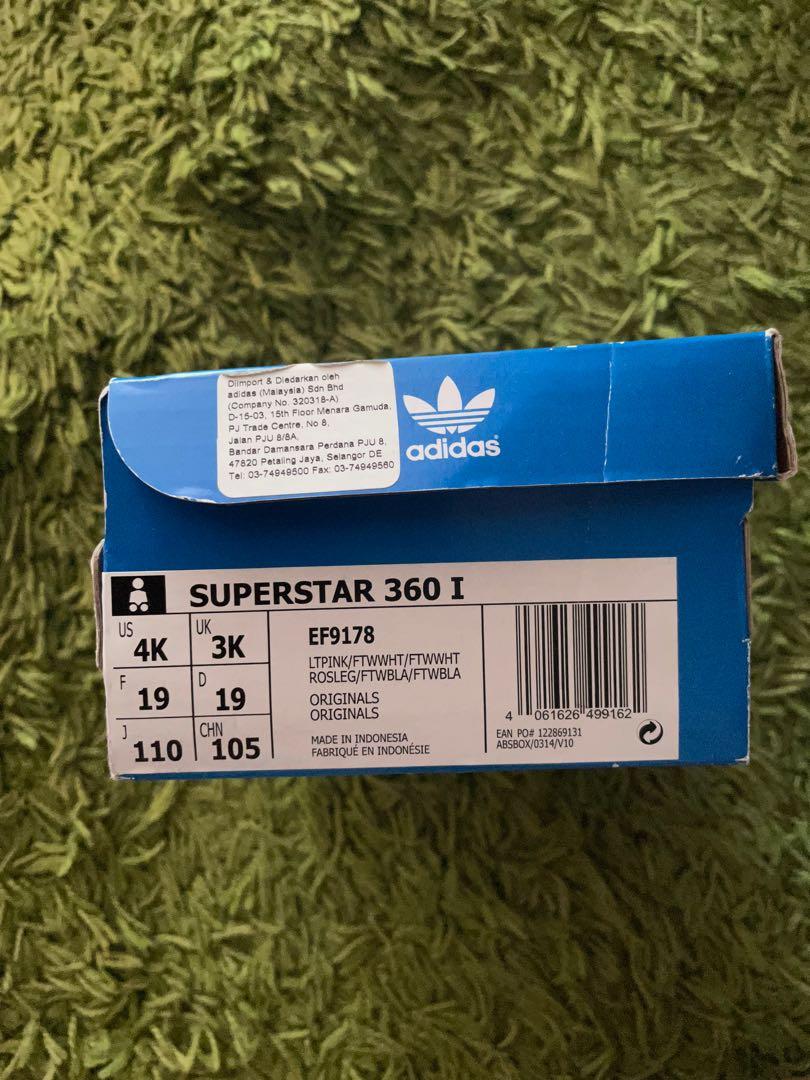 Diimport & Diedarkan oleh
adidas (Malaysia) Sdn Bhd
(Company No. 320318-A)
D-15-03, 15th Floor Menara Gamuda,
PJ Trade Centre, No 8,
Jalan PJU 8/8A,
Bandar Damansara Perdana PJU 8,
47820 Petaling Jaya, Selangor DE
Tel: 03-74949500 Fax: 03-74949560
adidas®
SUPERSTAR 360 I
US 4K UK 3K
F 19 D 19
J 110 CHN 105
EF9178
LTPINK/FTWWHT/FTWWHT
ROSLEG/FTWBLA/FTWBLA
ORIGINALS
ORIGINALS
MADE IN INDONESIA
FABRIQUÉ EN INDONÉSIE
4 061626 499162
EAN PO# 122869131
ABSBOX/0314/V10